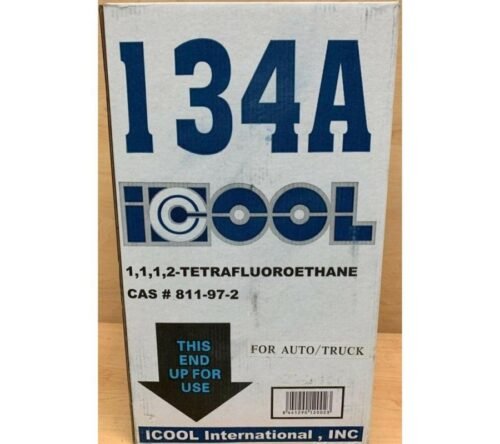 134A
iCOOL
1,1,1,2-TETRAFLUOROETHANE
CAS # 811-97-2
THIS
END
UP FOR
USE
FOR AUTO/TRUCK
ICOOL International , INC